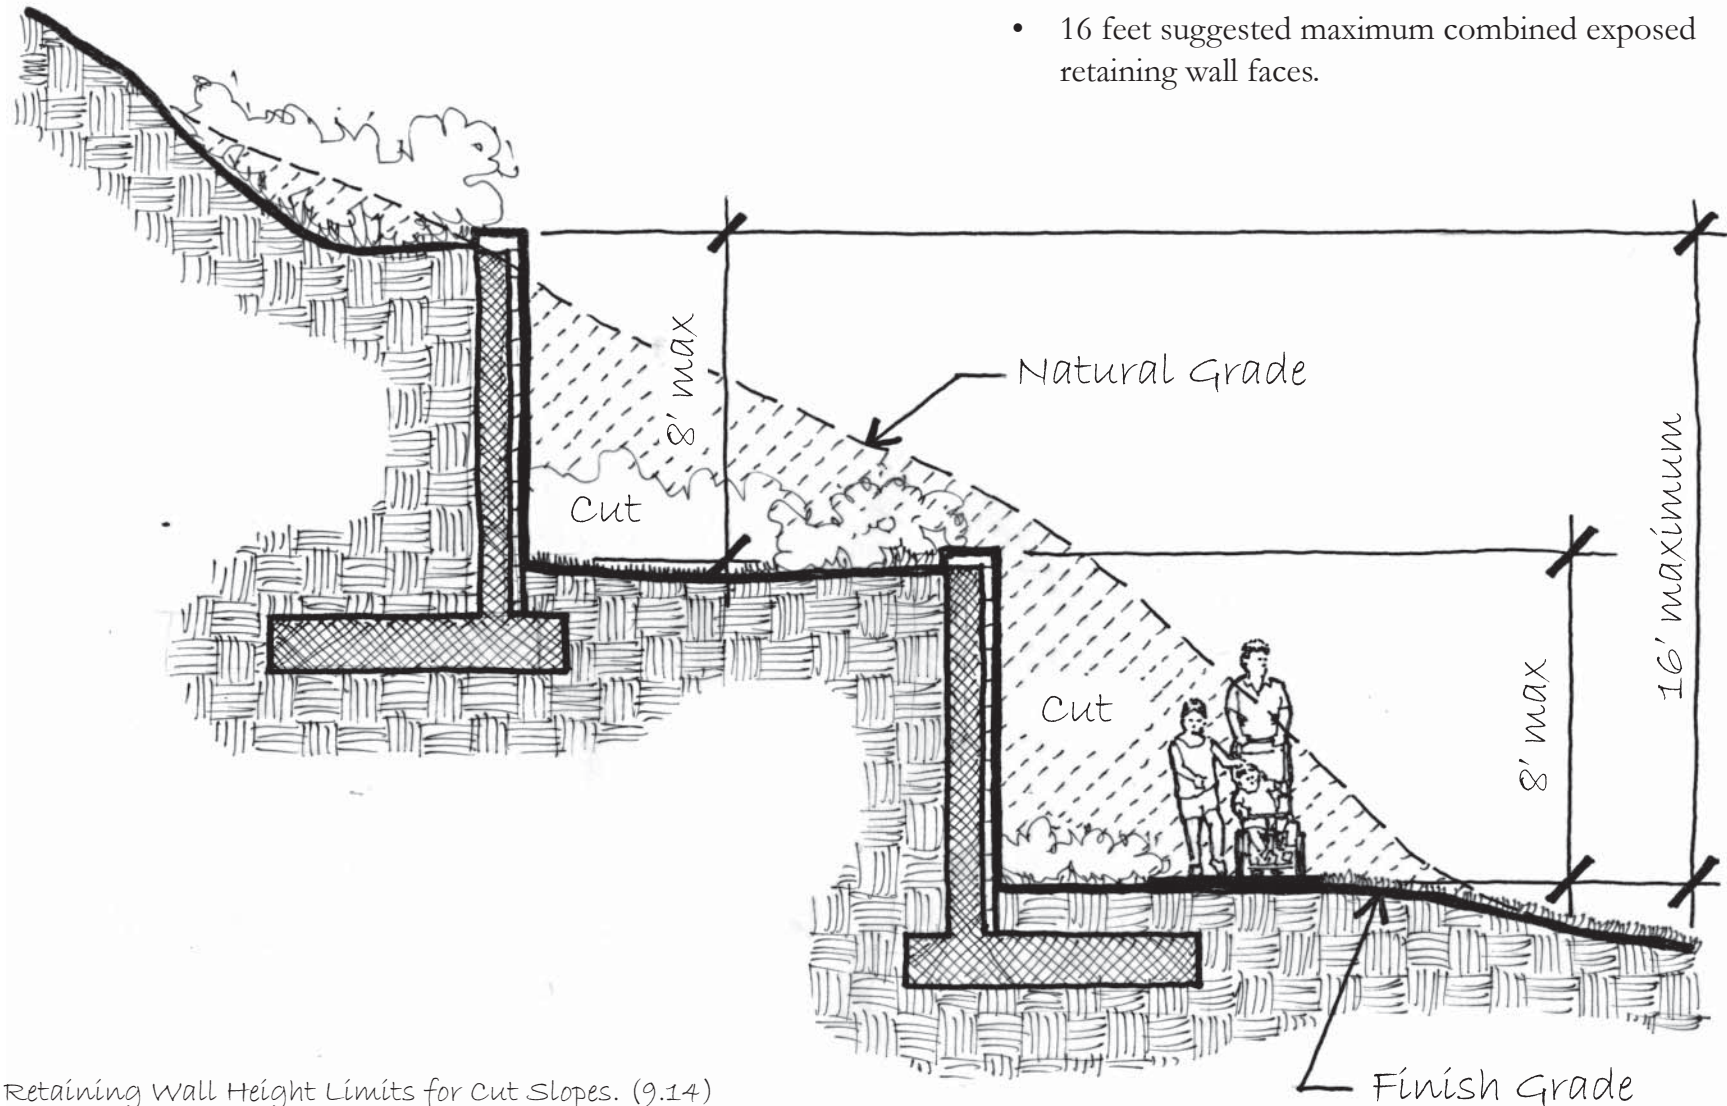 • 16 feet suggested maximum combined exposed
retaining wall faces.
8' max
Natural Grade
Cut
16' maximum
Cut
8' max
Finish Grade
Retaining Wall Height Limits for Cut Slopes. (9.14)